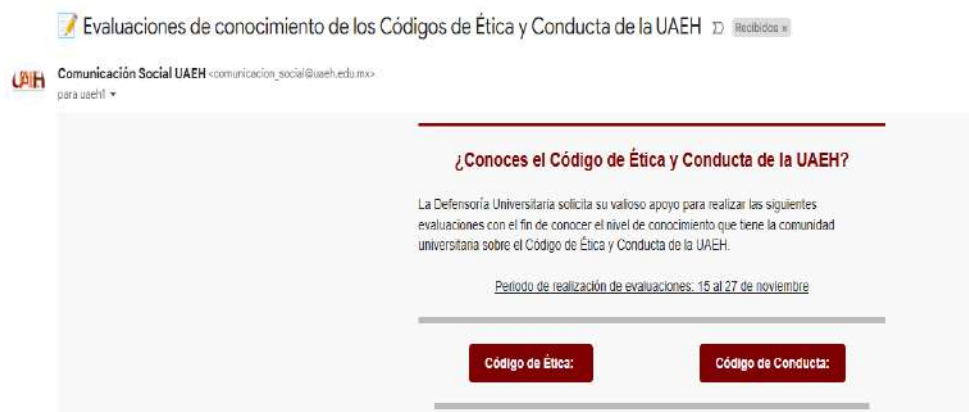 📝 Evaluaciones de conocimiento de los Códigos de Ética y Conducta de la UAEH Recibidos x
UAEH
Comunicación Social UAEH <comunicacion_social@uaeh.edu.mx>
para uaeh1
¿Conoces el Código de Ética y Conducta de la UAEH?
La Defensoría Universitaria solicita su valioso apoyo para realizar las siguientes
evaluaciones con el fin de conocer el nivel de conocimiento que tiene la comunidad
universitaria sobre el Código de Ética y Conducta de la UAEH.
Periodo de realización de evaluaciones: 15 al 27 de noviembre
Código de Ética: Código de Conducta: